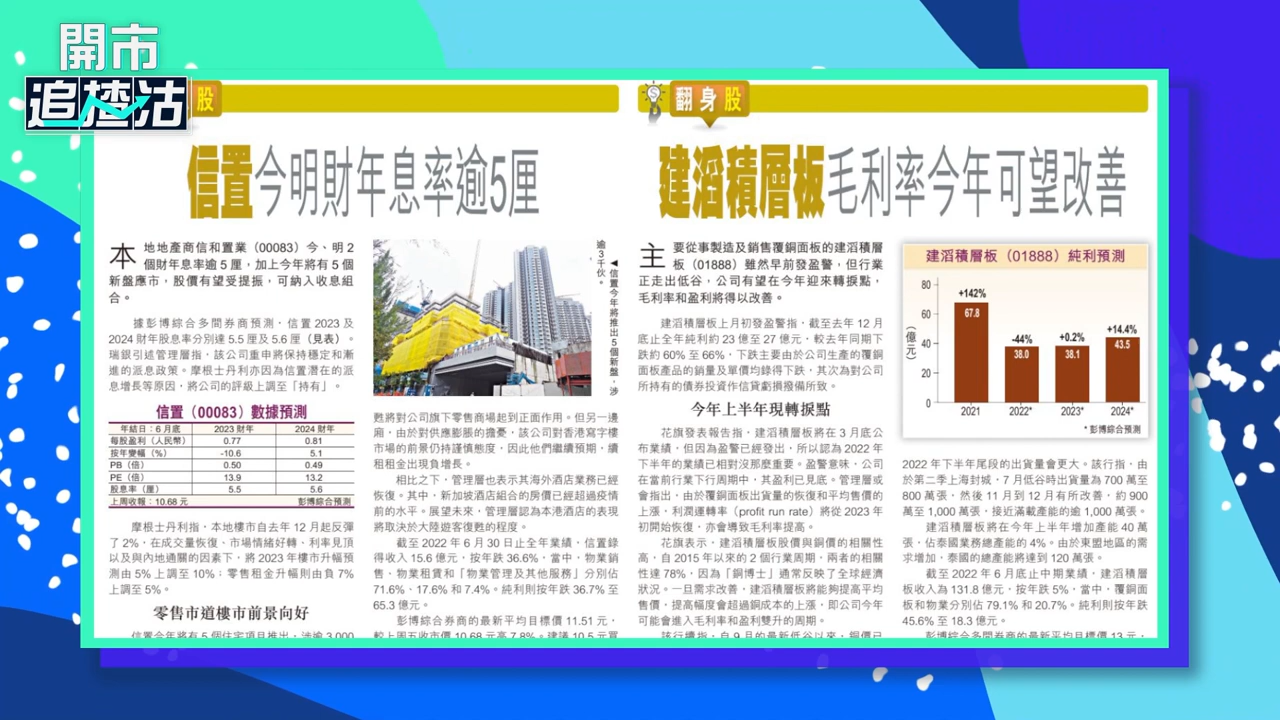 開市
追揸沽
股
信置今明財年息率逾5厘
本地地產商信和置業（00083）今、明2
個財年息率逾5厘，加上今年將有5個
新盤應市，股價有望受提振，可納入收息組
合。
據彭博綜合多間券商預測，信置2023及
2024財年股息率分別達5.5厘及5.6厘（見表）。
瑞銀引述管理層指，該公司重申將保持穩定和漸
進的派息政策。摩根士丹利亦因為信置潛在的派
息增長等原因，將公司的評級上調至「持有」。
信置（00083）數據預測
年結日：6月底 2023財年 2024財年
每股盈利（人民幣） 0.77 0.81
按年變幅（%） -10.6 5.1
PB（倍） 0.50 0.49
PE（倍） 13.9 13.2
股息率（厘） 5.5 5.6
上周收報：10.68元 彭博綜合預測
摩根士丹利指，本地樓市自去年12月起反彈
了2%，在成交量恢復、市場情緒好轉、利率見頂
以及與內地通關的因素下，將2023年樓市升幅預
測由5%上調至10%；零售租金升幅則由負7%
上調至5%。
零售市道樓市前景向好
信置今年將有5個住宅項目推出，涉逾3,000
◀信置今年將推出5個新盤，涉
逾3千伙。
甦將對公司旗下零售商場起到正面作用。但另一邊
廂，由於對供應膨脹的擔憂，該公司對香港寫字樓
市場的前景仍持謹慎態度，因此他們繼續預期，續
租租金出現負增長。
相比之下，管理層也表示其海外酒店業務已經
恢復。其中，新加坡酒店組合的房價已經超過疫情
前的水平。展望未來，管理層認為本港酒店的表現
將取決於大陸遊客復甦的程度。
截至2022年6月30日止全年業績，信置錄
得收入15.6億元，按年跌36.6%，當中，物業銷
售、物業租賃和「物業管理及其他服務」分別佔
71.6%，17.6%和7.4%。純利則按年跌36.7%至
65.3億元。
彭博綜合券商的最新平均目標價11.51元，
較上周五收市價10.68元高7.8%。建議10.5元買
翻身股
建滔積層板毛利率今年可望改善
主要從事製造及銷售覆銅面板的建滔積層
板（01888）雖然早前發盈警，但行業
正走出低谷，公司有望在今年迎來轉捩點，
毛利率和盈利將得以改善。
建滔積層板上月初發盈警指，截至去年12月
底止全年純利約23億至27億元，較去年同期下
跌約60%至66%，下跌主要由於公司生產的覆銅
面板產品的銷量及單價均錄得下跌，其次為對公司
所持有的債券投資作信貸虧損撥備所致。
今年上半年現轉捩點
花旗發表報告指，建滔積層板將在3月底公
布業績，但因為盈警已經發出，所以認為2022年
下半年的業績已相對沒那麼重要。盈警意味，公司
在當前行業下行周期中，其盈利已見底。管理層或
會指出，由於覆銅面板出貨量的恢復和平均售價的
上漲，利潤運轉率（profit run rate）將從2023年
初開始恢復，亦會導致毛利率提高。
花旗表示，建滔積層板股價與銅價的相關性
高，自2015年以來的2個行業周期，兩者的相關
性達78%，因為「銅博士」通常反映了全球經濟
狀況。一旦需求改善，建滔積層板將能夠提高平均
售價，提高幅度會超過銅成本的上漲，即公司今年
可能會進入毛利率和盈利雙升的周期。
該行續指，自9月的最新低谷以來，銅價已
建滔積層板（01888）純利預測
（億元）
80
60
40
20
0
+142%
67.8
-44%
38.0
+0.2%
38.1
+14.4%
43.5
2021 2022* 2023* 2024*
*彭博綜合預測
2022年下半年尾段的出貨量會更大。該行指，由
於第二季上海封城，7月低谷時出貨量為700萬至
800萬張，然後11月到12月有所改善，約900
萬至1,000萬張，接近滿載產能的逾1,000萬張。
建滔積層板將在今年上半年增加產能40萬
張，佔泰國業務總產能的4%。由於東盟地區的需
求增加，泰國的總產能將達到120萬張。
截至2022年6月底止中期業績，建滔積層
板收入為131.8億元，按年跌5%，當中，覆銅面
板和物業分別佔79.1%和20.7%。純利則按年跌
45.6%至18.3億元。
彭博綜合多間券商的最新平均目標價13元，